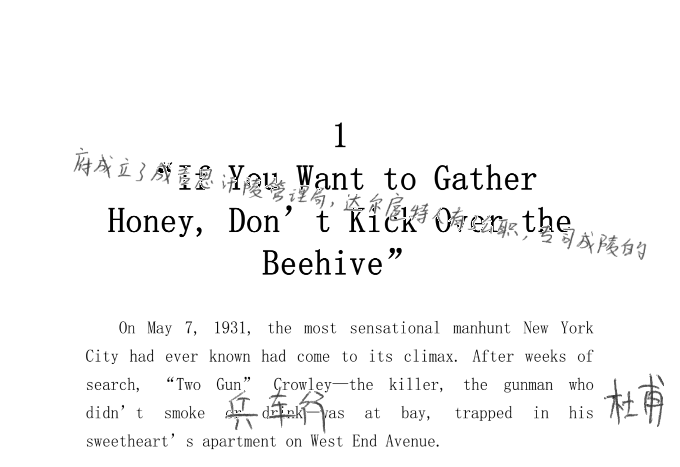 1
“If You Want to Gather
Honey, Don’t Kick Over the
Beehive”
府成立了成吉思汗陵管理局,达尔扈特人有公职,专司成陵的
On May 7, 1931, the most sensational manhunt New York
City had ever known had come to its climax. After weeks of
search, “Two Gun” Crowley—the killer, the gunman who
didn’t smoke or drink—was at bay, trapped in his
兵车行
杜甫
sweetheart’s apartment on West End Avenue.